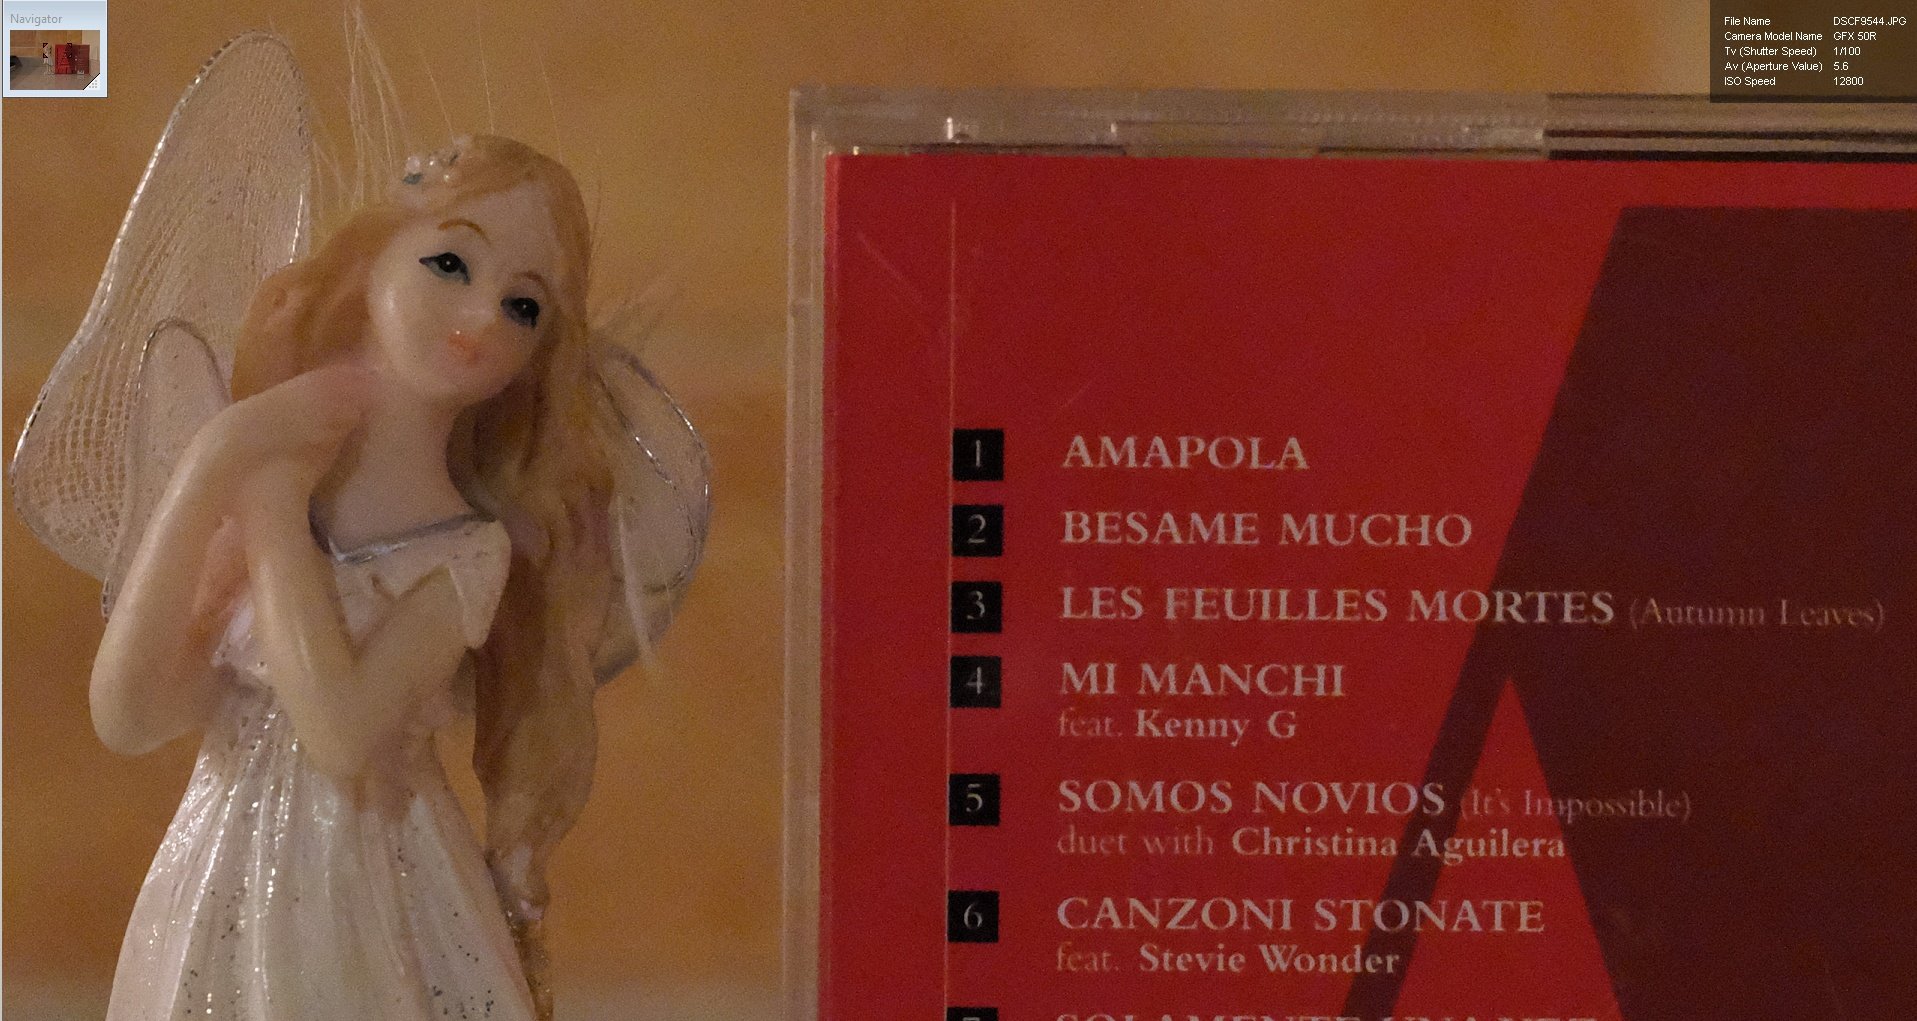 Navigator
File Name DSCF9544.JPG
Camera Model Name GFX 50R
Tv (Shutter Speed) 1/100
Av (Aperture Value) 5.6
ISO Speed 12800
1 AMAPOLA
2 BESAME MUCHO
3 LES FEUILLES MORTES (Autumn Leaves)
4 MI MANCHI
feat. Kenny G
5 SOMOS NOVIOS (It's Impossible)
duet with Christina Aguilera
6 CANZONI STONATE
feat. Stevie Wonder